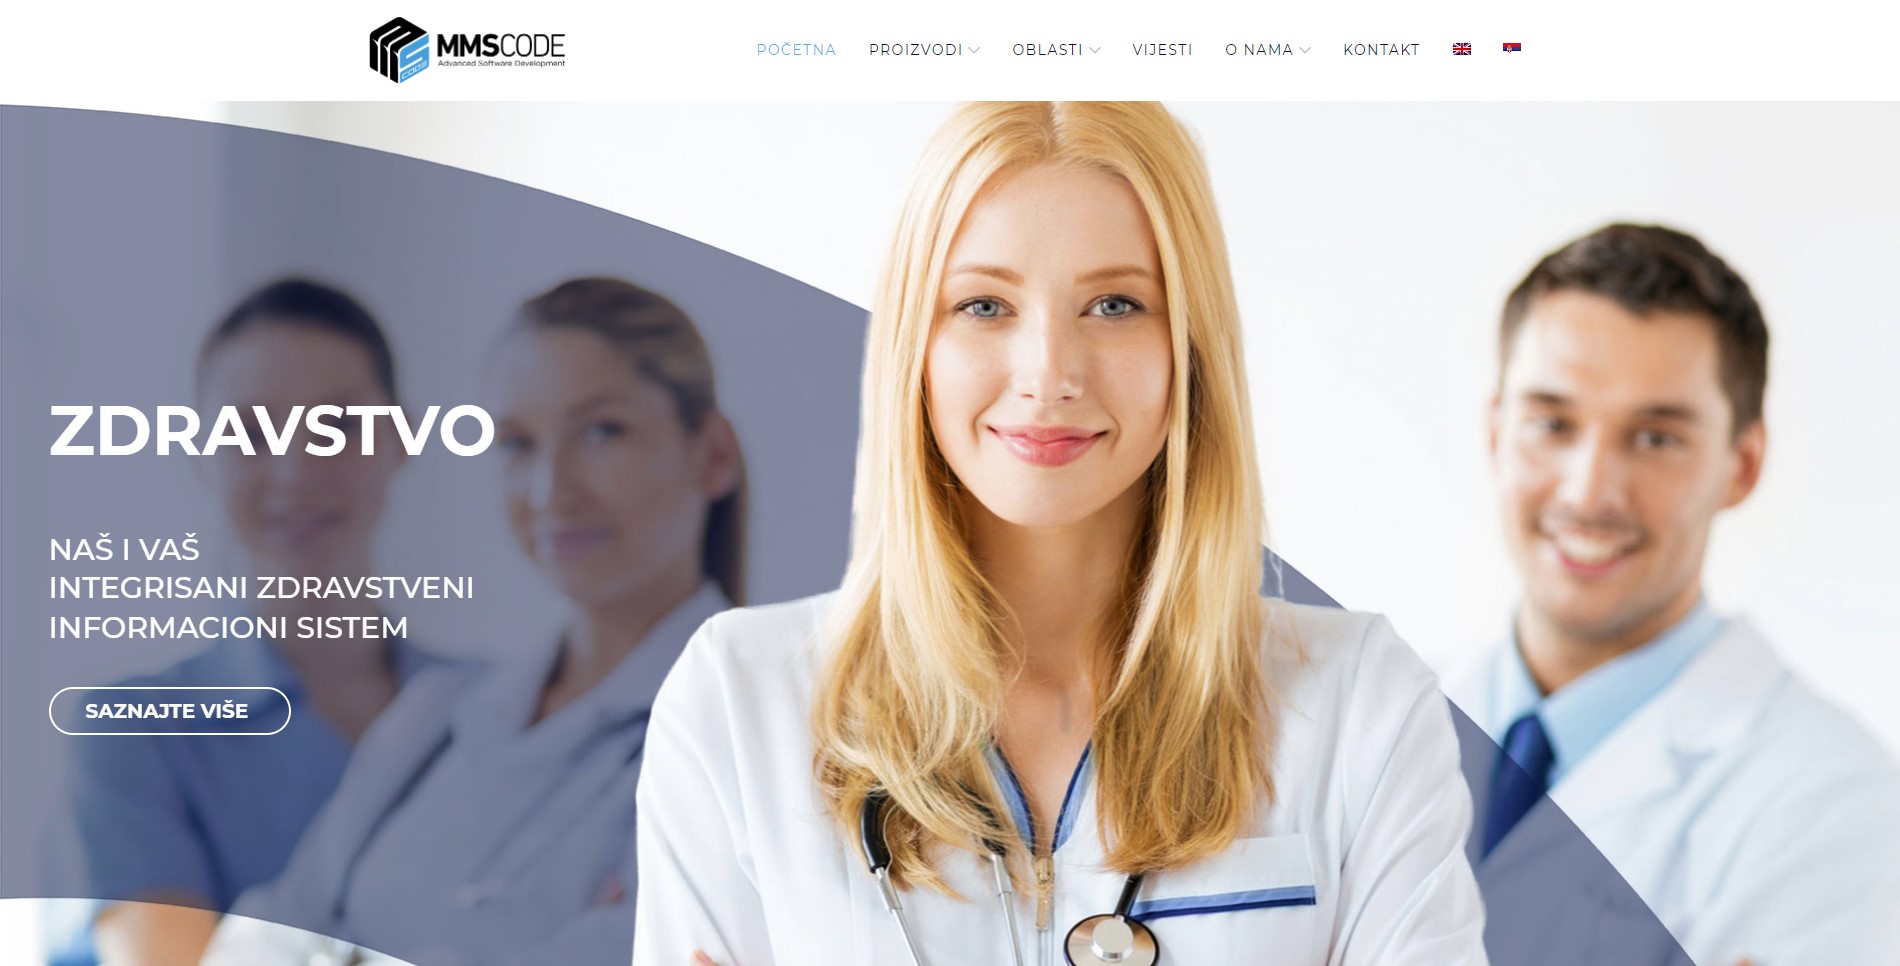 MMSCODE
Advanced Software Development
CODE
POČETNA
PROIZVODI
OBLASTI
VIJESTI
O NAMA
KONTAKT
ZDRAVSTVO
NAŠ I VAŠ
INTEGRISANI ZDRAVSTVENI
INFORMACIONI SISTEM
SAZNAJTE VIŠE